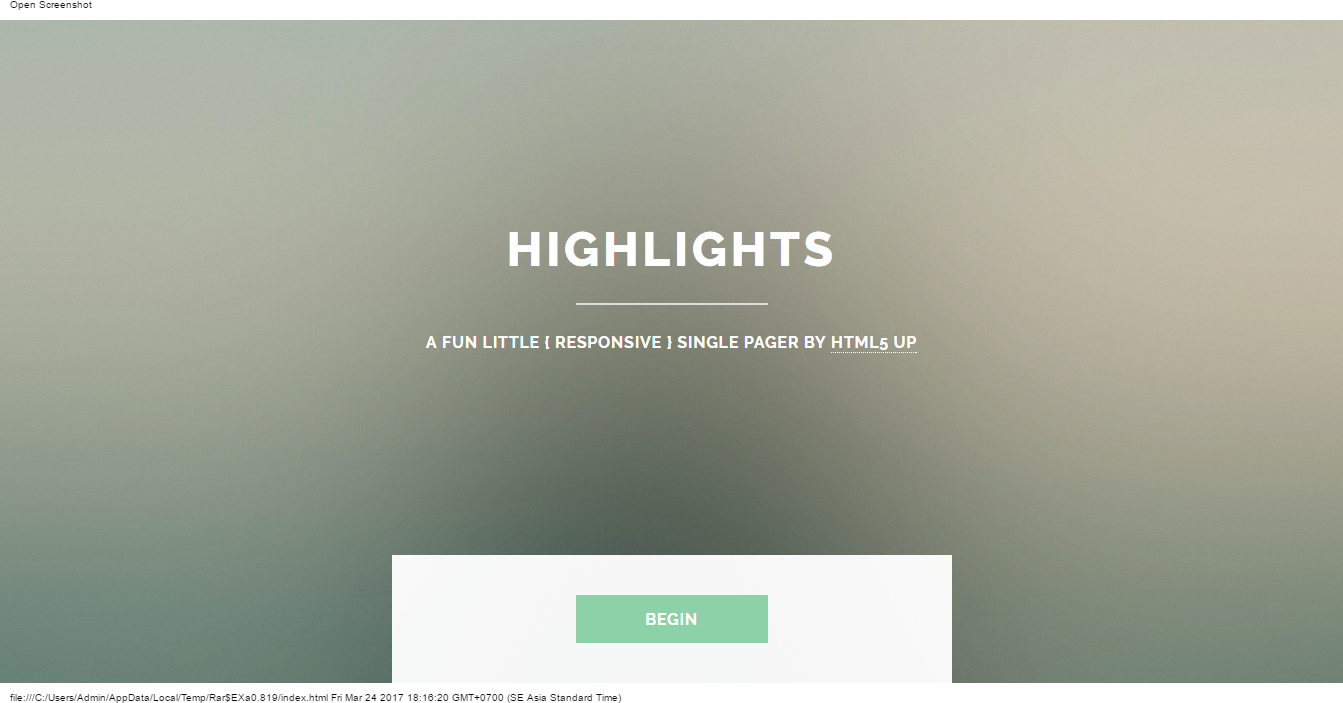 Open Screenshot
HIGHLIGHTS
A FUN LITTLE { RESPONSIVE } SINGLE PAGER BY HTML5 UP
BEGIN
file:///C:/Users/Admin/AppData/Local/Temp/Rar$EXa0.819/index.html Fri Mar 24 2017 18:16:20 GMT+0700 (SE Asia Standard Time)